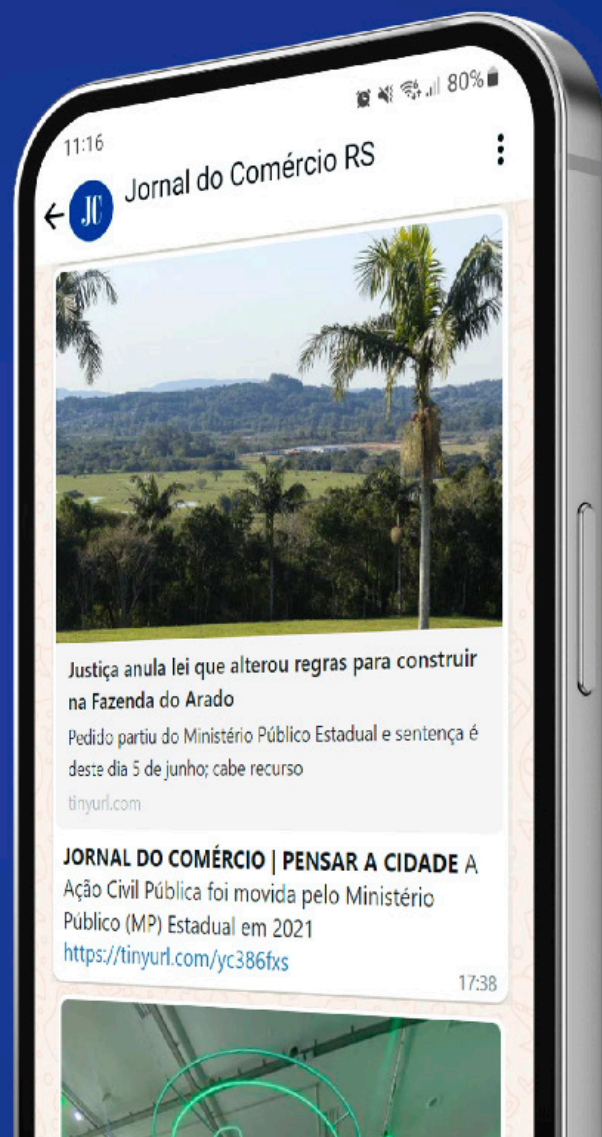 11:16
80%
JC
Jornal do Comércio RS
Justiça anula lei que alterou regras para construir
na Fazenda do Arado
Pedido partiu do Ministério Público Estadual e sentença é
deste dia 5 de junho; cabe recurso
tinyurl.com
JORNAL DO COMÉRCIO | PENSAR A CIDADE A
Ação Civil Pública foi movida pelo Ministério
Público (MP) Estadual em 2021
https://tinyurl.com/yc386fxs
17:38